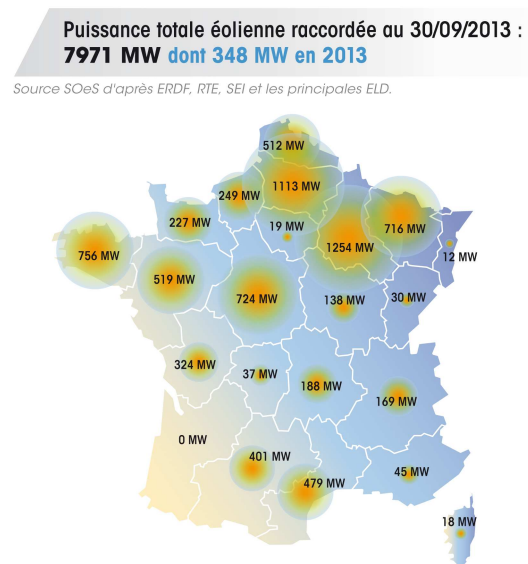 Puissance totale éolienne raccordée au 30/09/2013 :
7971 MW dont 348 MW en 2013
Source SOeS d'après ERDF, RTE, SEI et les principales ELD.
512 MW
1113 MW
249 MW
227 MW
19 MW
716 MW
1254 MW
756 MW
12 MW
519 MW
724 MW
138 MW
30 MW
324 MW
37 MW
188 MW
169 MW
0 MW
401 MW
479 MW
45 MW
18 MW